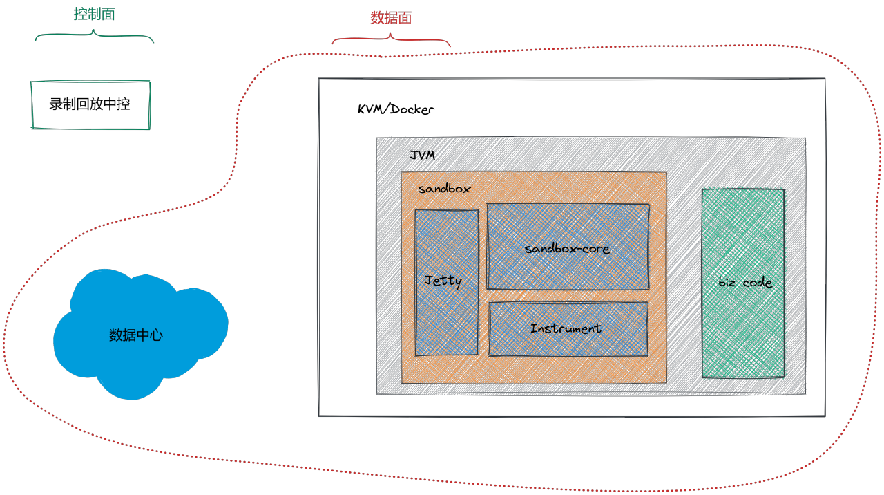 控制面
数据面
录制回放中控
KVM/Docker
JVM
sandbox
sandbox-core
Jetty
Instrument
biz code
数据中心